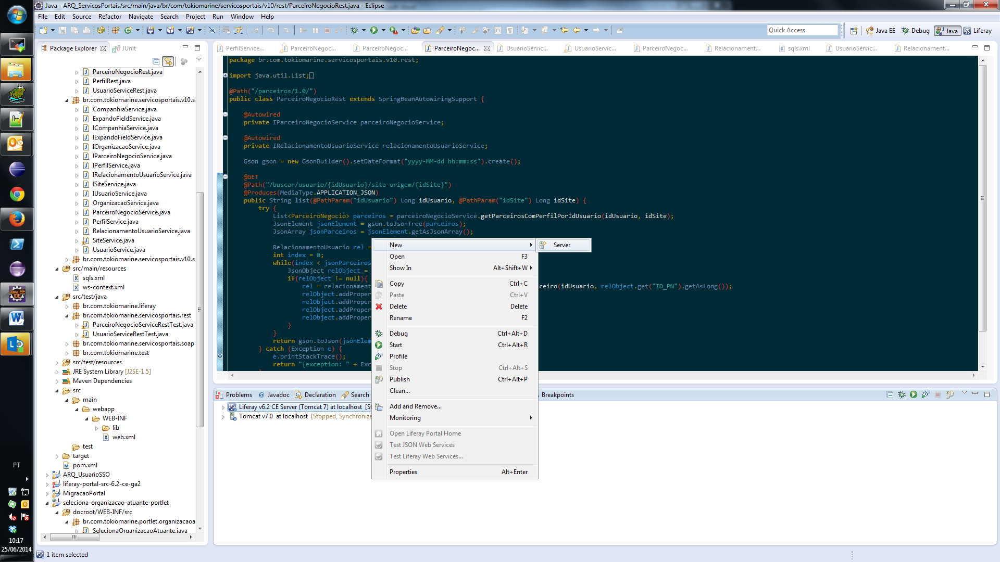 Java - ARQ_ServicosPortais/src/main/java/br/com/tokiomarine/servicosportais/v10/rest/ParceiroNegocioRest.java - Eclipse
File Edit Source Refactor Navigate Search Project Run Window Help
Quick Access
Java EE
Debug
Java
Liferay
Package Explorer
JUnit
ParceiroNegocioRest.java
PerfilRest.java
UsuarioServiceRest.java
br.com.tokiomarine.servicosportais.v10.s
CompanhiaService.java
ExpandoFieldService.java
ICompanhiaService.java
IExpandoFieldService.java
IOrganizacaoService.java
IParceiroNegocioService.java
IPerfilService.java
IRelacionamentoUsuarioService.java
ISiteService.java
IUsuarioService.java
OrganizacaoService.java
ParceiroNegocioService.java
PerfilService.java
RelacionamentoUsuarioService.java
SiteService.java
UsuarioService.java
br.com.tokiomarine.servicosportais.v10.s
src/main/resources
sqls.xml
ws-context.xml
src/test/java
br.com.tokiomarine.liferay
br.com.tokiomarine.servicosportais.rest
ParceiroNegocioServiceRestTest.java
UsuarioServiceRestTest.java
br.com.tokiomarine.servicosportais.soap
br.com.tokiomarine.test
src/test/resources
JRE System Library [J2SE-1.5]
Maven Dependencies
src
main
webapp
WEB-INF
lib
web.xml
test
target
pom.xml
ARQ_UsuarioSSO
liferay-portal-src-6.2-ce-ga2
MigracaoPortal
seleciona-organizacao-atuante-portlet
docroot/WEB-INF/src
br.com.tokiomarine.portlet.organizacaoa
SelecionaOrganizacaoAtuante.java
PerfilService...
ParceiroNegoc...
ParceiroNegoc...
ParceiroNegoc...
UsuarioServic...
UsuarioServic...
ParceiroNegoc...
Relacionament...
sqls.xml
UsuarioServic...
Relacionament...
package br.com.tokiomarine.servicosportais.v10.rest;
import java.util.List;
@Path("/parceiros/1.0/")
public class ParceiroNegocioRest extends SpringBeanAutowiringSupport {
@Autowired
private IParceiroNegocioService parceiroNegocioService;
@Autowired
private IRelacionamentoUsuarioService relacionamentoUsuarioService;
Gson gson = new GsonBuilder().setDateFormat("yyyy-MM-dd hh:mm:ss").create();
@GET
@Path("/buscar/usuario/{idUsuario}/site-origem/{idSite}")
@Produces(MediaType.APPLICATION_JSON)
public String list(@PathParam("idUsuario") Long idUsuario, @PathParam("idSite") Long idSite) {
try {
List<ParceiroNegocio> parceiros = parceiroNegocioService.getParceirosComPerfilPorIdUsuario(idUsuario, idSite);
JsonElement jsonElement = gson.toJsonTree(parceiros);
JsonArray jsonParceiros = jsonElement.getAsJsonArray();
RelacionamentoUsuario rel =
int index = 0;
while(index < jsonParceiros
JsonObject relObject =
if(relObject != null){
rel = relacionament rceiro(idUsuario, relObject.get("ID_PN").getAsLong());
relObject.addProper
relObject.addProper
relObject.addProper
relObject.addProper
}
}
return gson.toJson(jsonElem
} catch (Exception e) {
e.printStackTrace();
return "{exception: " + Exc
New
Server
Open F3
Show In Alt+Shift+W
Copy Ctrl+C
Paste Ctrl+V
Delete Delete
Rename F2
Debug Ctrl+Alt+D
Start Ctrl+Alt+R
Profile
Stop Ctrl+Alt+S
Publish Ctrl+Alt+P
Clean...
Add and Remove...
Monitoring
Open Liferay Portal Home
Test JSON Web Services
Test Liferay Web Services...
Properties Alt+Enter
Problems
@ Javadoc
Declaration
Search
Breakpoints
Liferay v6.2 CE Server (Tomcat 7) at localhost [St
Tomcat v7.0 at localhost [Stopped, Synchronize
Java EE
IDE
PT
10:17
25/06/2014
1 item selected